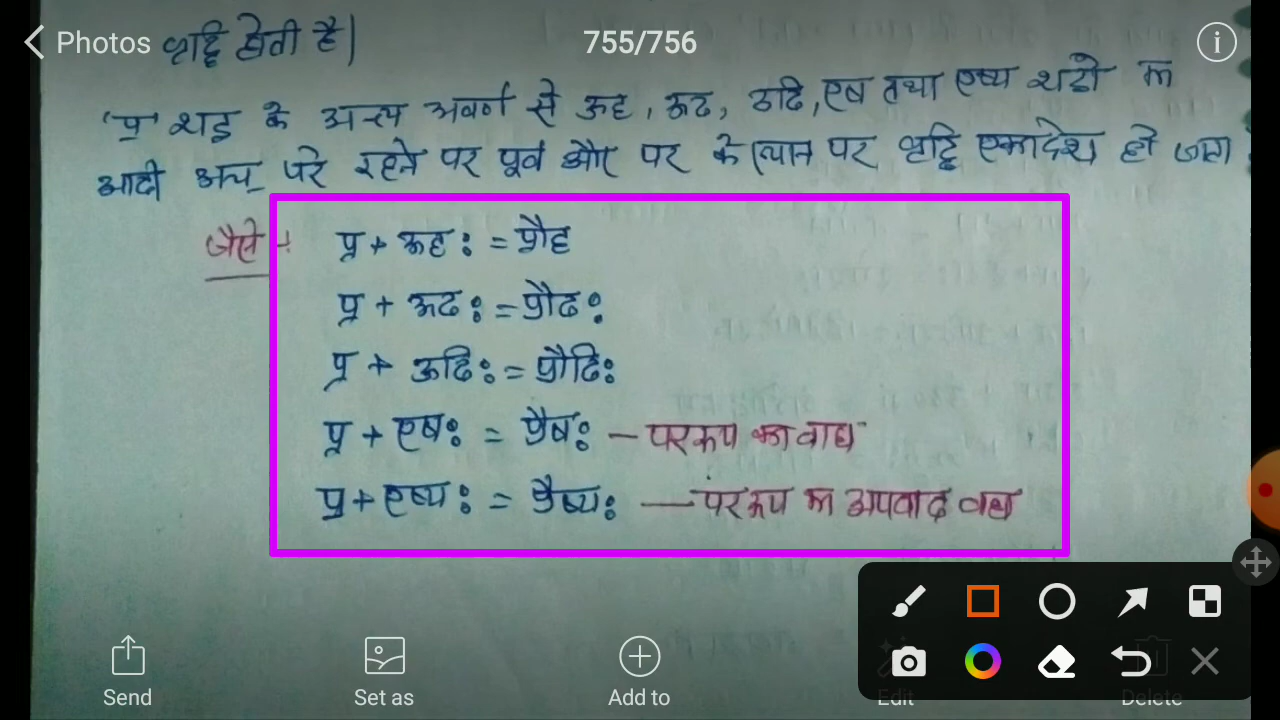 Photos वृद्धि होती है| 755/756
'प्र' शब्द के अन्त्य अवर्ण से ऊह, ऊढ, ऊढि, एष तथा एष्य शब्दों के
आदी अच् परे रहने पर पूर्व और पर के स्थान पर वृद्धि एकादेश हो जाता
जैसे -: प्र + ऊह: = प्रौह
प्र + ऊढ: = प्रौढ:
प्र + ऊढि: = प्रौढि:
प्र + एष: = प्रैष: – पररूप का वाध
प्र + एष्य: = प्रैष्य: — पररूप का अपवाद
Send Set as Add to Edit Delete